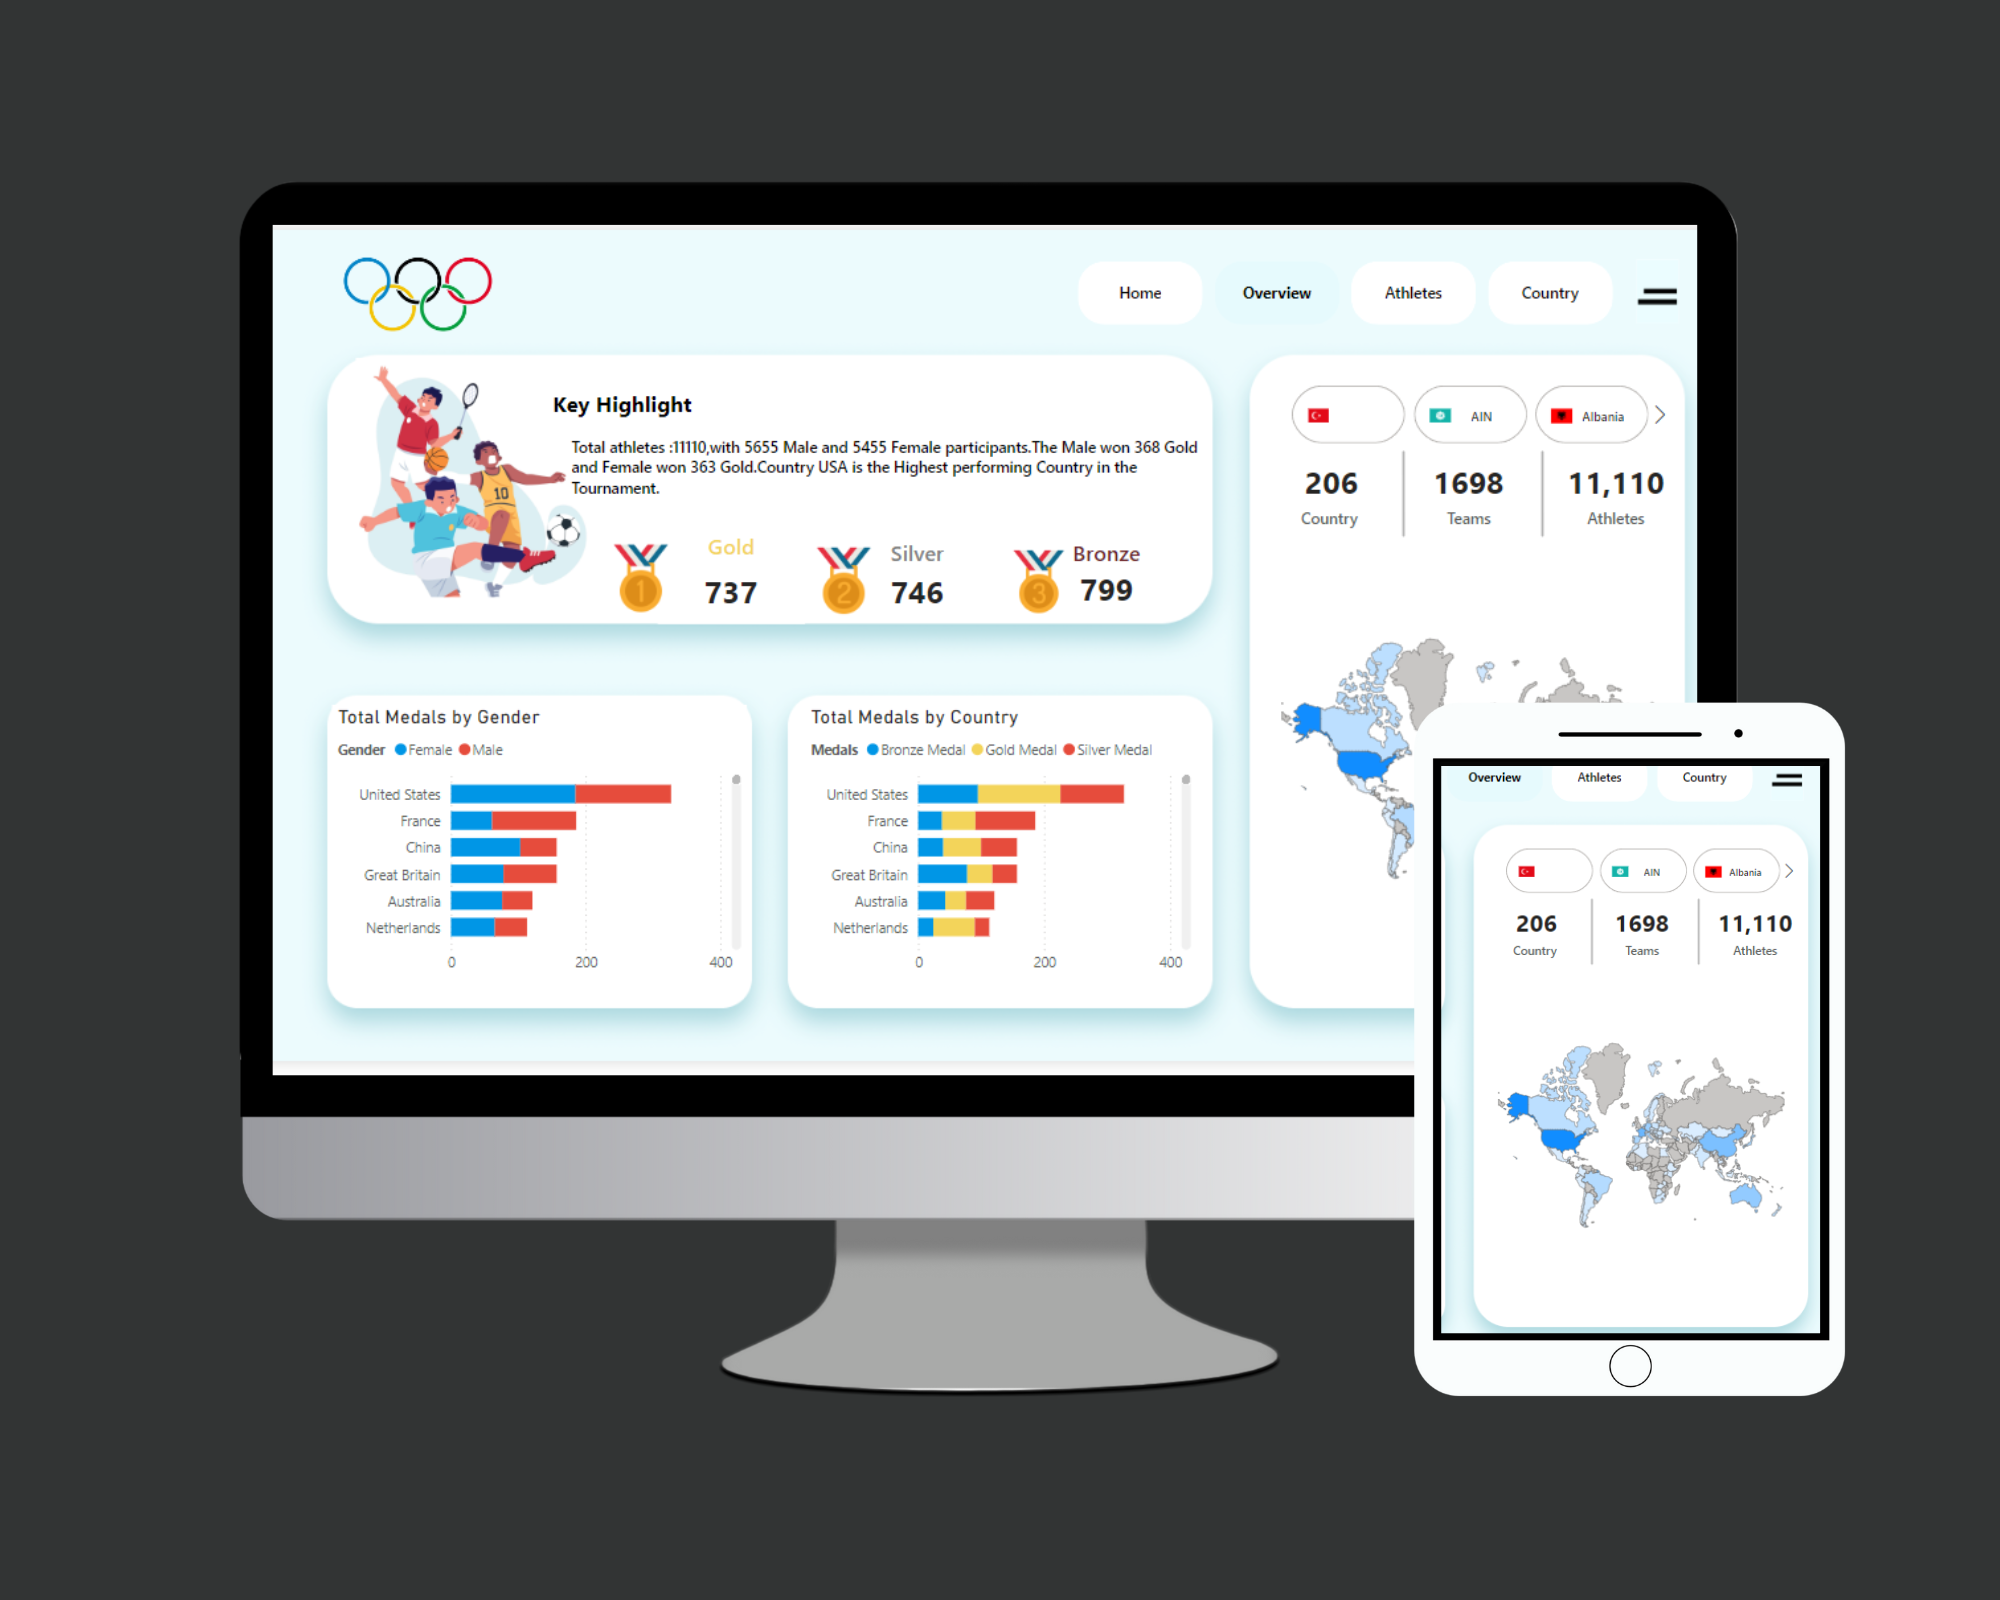 Home
Overview
Athletes
Country
Key Highlight
Total athletes :11110,with 5655 Male and 5455 Female participants.The Male won 368 Gold
and Female won 363 Gold.Country USA is the Highest performing Country in the
Tournament.
10
1
Gold
737
2
Silver
746
3
Bronze
799
AIN
Albania
206
Country
1698
Teams
11,110
Athletes
Total Medals by Gender
Gender Female Male
United States
France
China
Great Britain
Australia
Netherlands
0 200 400
Total Medals by Country
Medals Bronze Medal Gold Medal Silver Medal
United States
France
China
Great Britain
Australia
Netherlands
0 200 400
Overview
Athletes
Country
AIN
Albania
206
Country
1698
Teams
11,110
Athletes